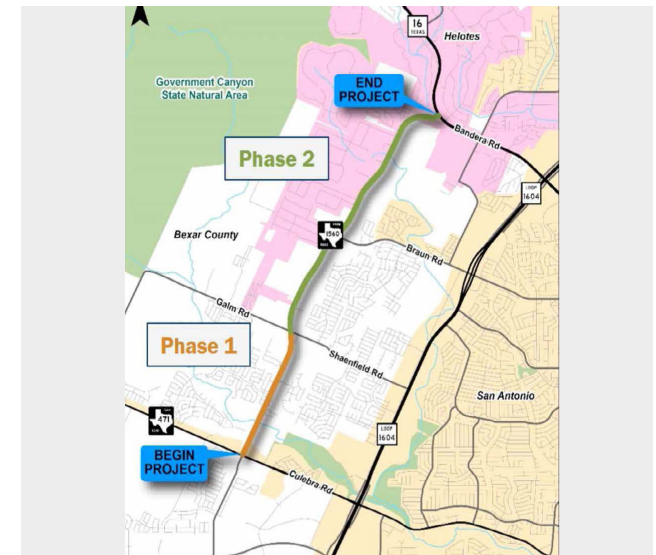 16
TEXAS
Helotes
Government Canyon
State Natural Area
END
PROJECT
Bandera Rd
Phase 2
LOOP
1604
1560
Bexar County
Braun Rd
Galm Rd
Phase 1
Shaenfield Rd
San Antonio
471
LOOP
1604
BEGIN
PROJECT
Culebra Rd